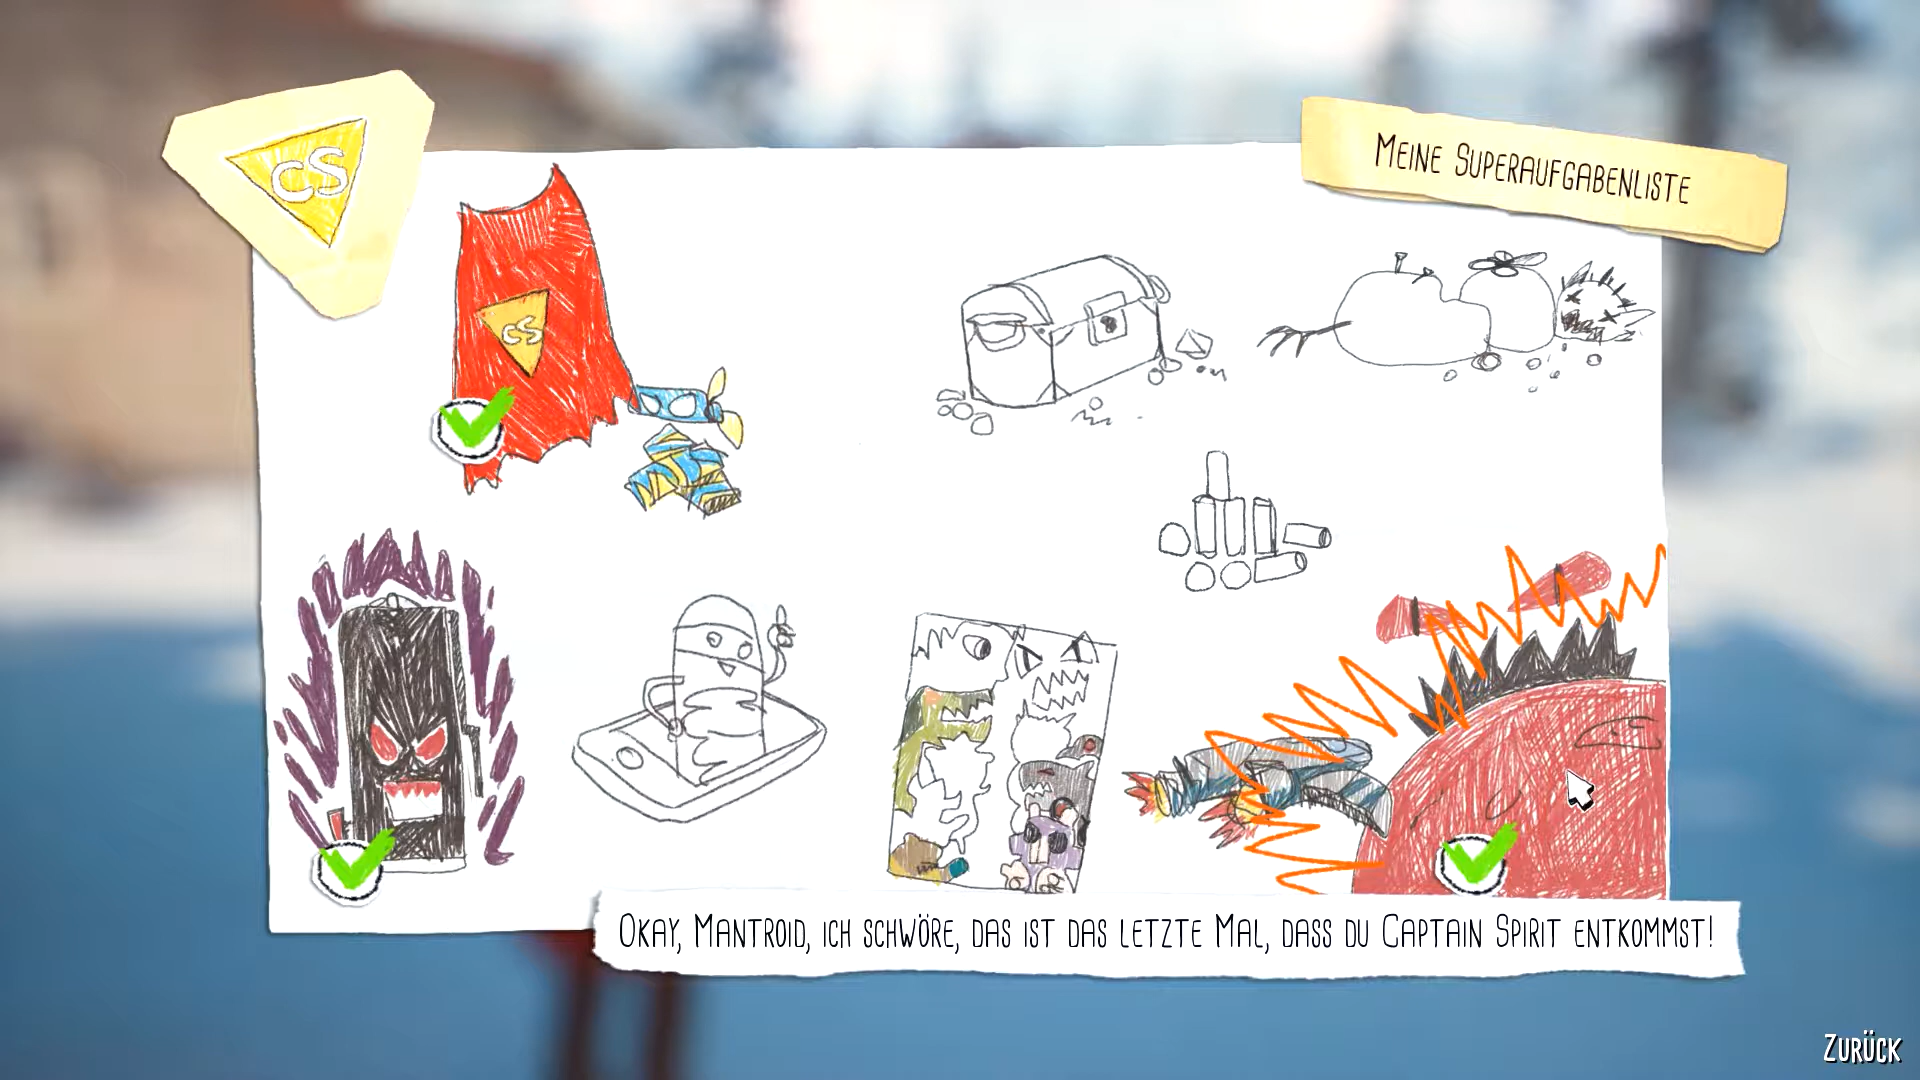 CS
MEINE SUPERAUFGABENLISTE
CS
OKAY, MANTROID, ICH SCHWÖRE, DAS IST DAS LETZTE MAL, DASS DU CAPTAIN SPIRIT ENTKOMMST!
ZURÜCK